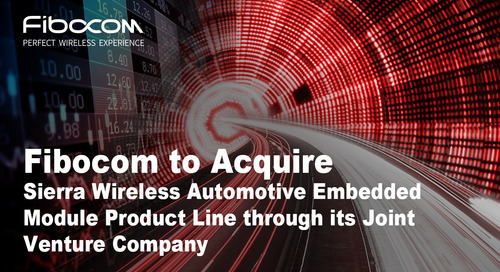 Fibocom
PERFECT WIRELESS EXPERIENCE
Fibocom to Acquire
Sierra Wireless Automotive Embedded
Module Product Line through its Joint
Venture Company